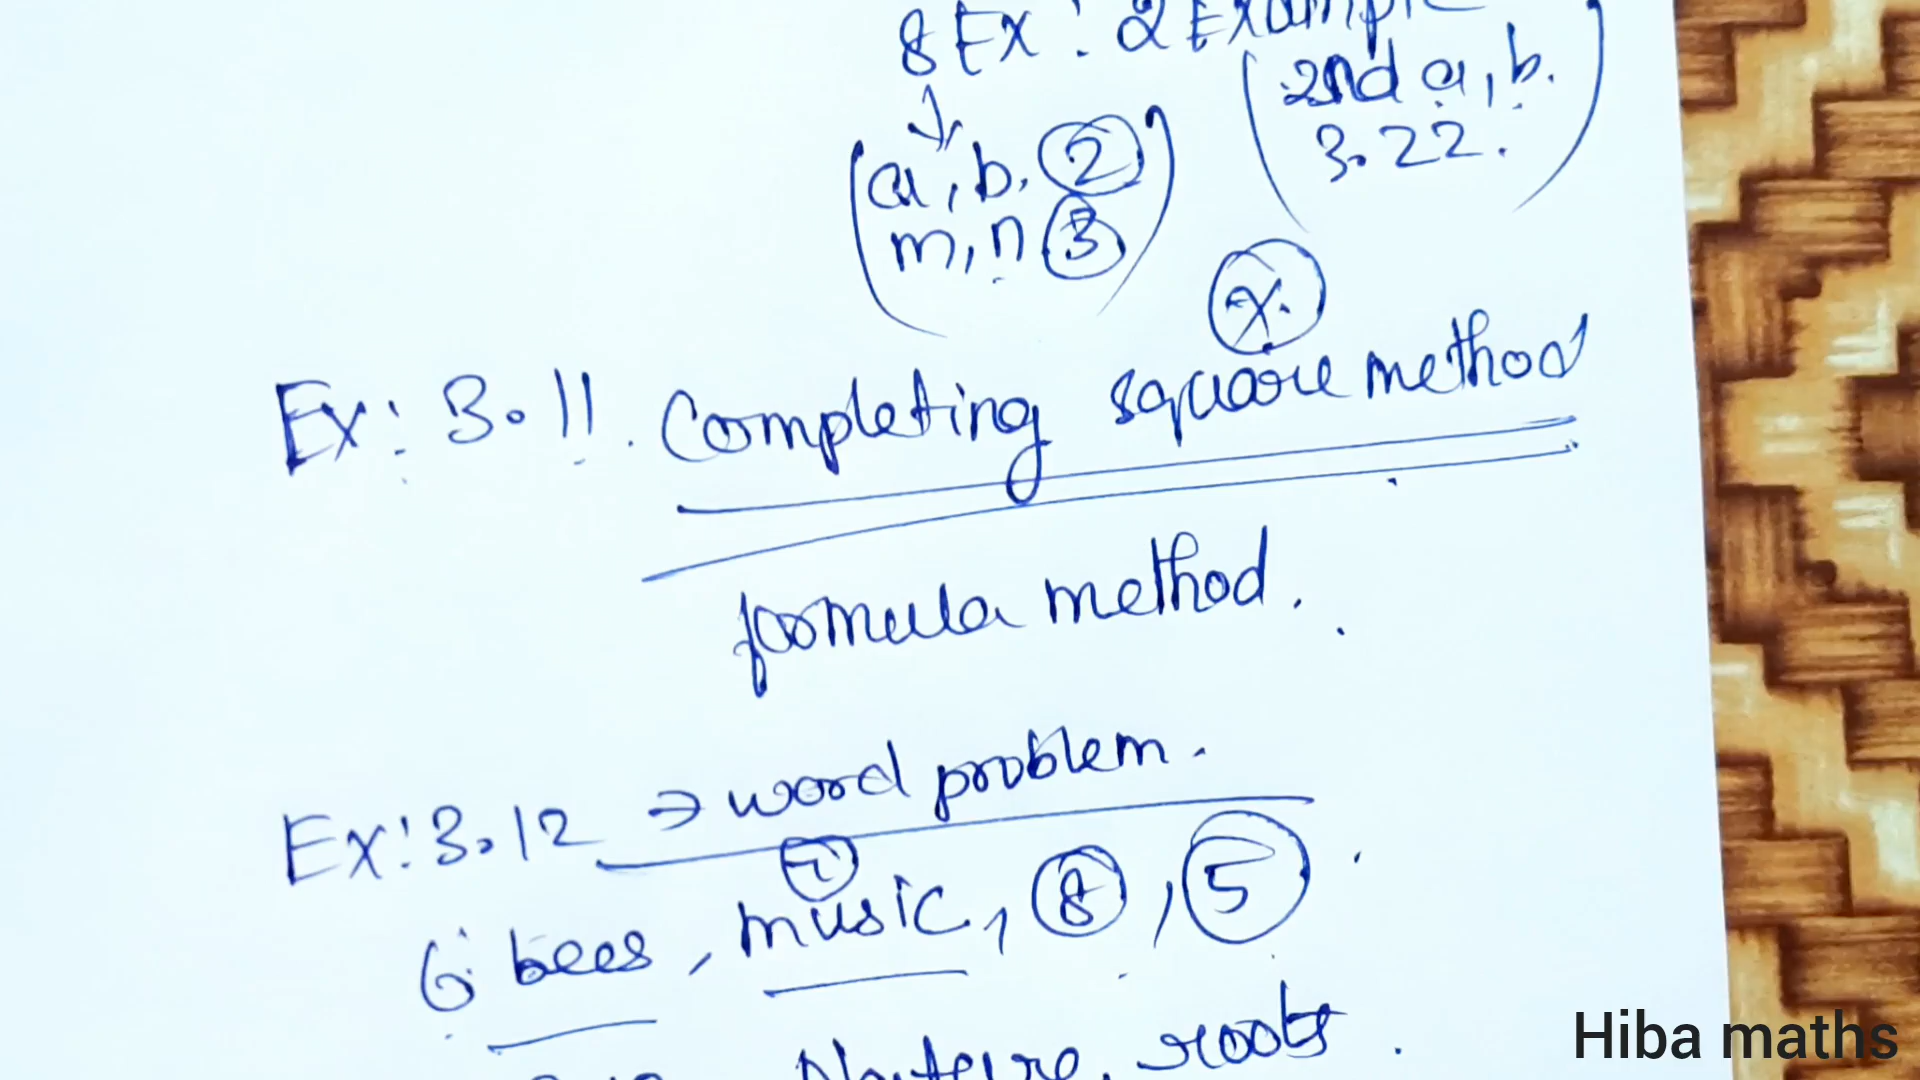 8 Ex : 2 Example
(2nd a, b.
3.22.)
(a, b. 2
m, n 3)
x.
Ex: 3.11. Completing square method
formula method.
Ex: 3.12 → word problem.
6 bees, music, 8, 5
roots.
Hiba maths